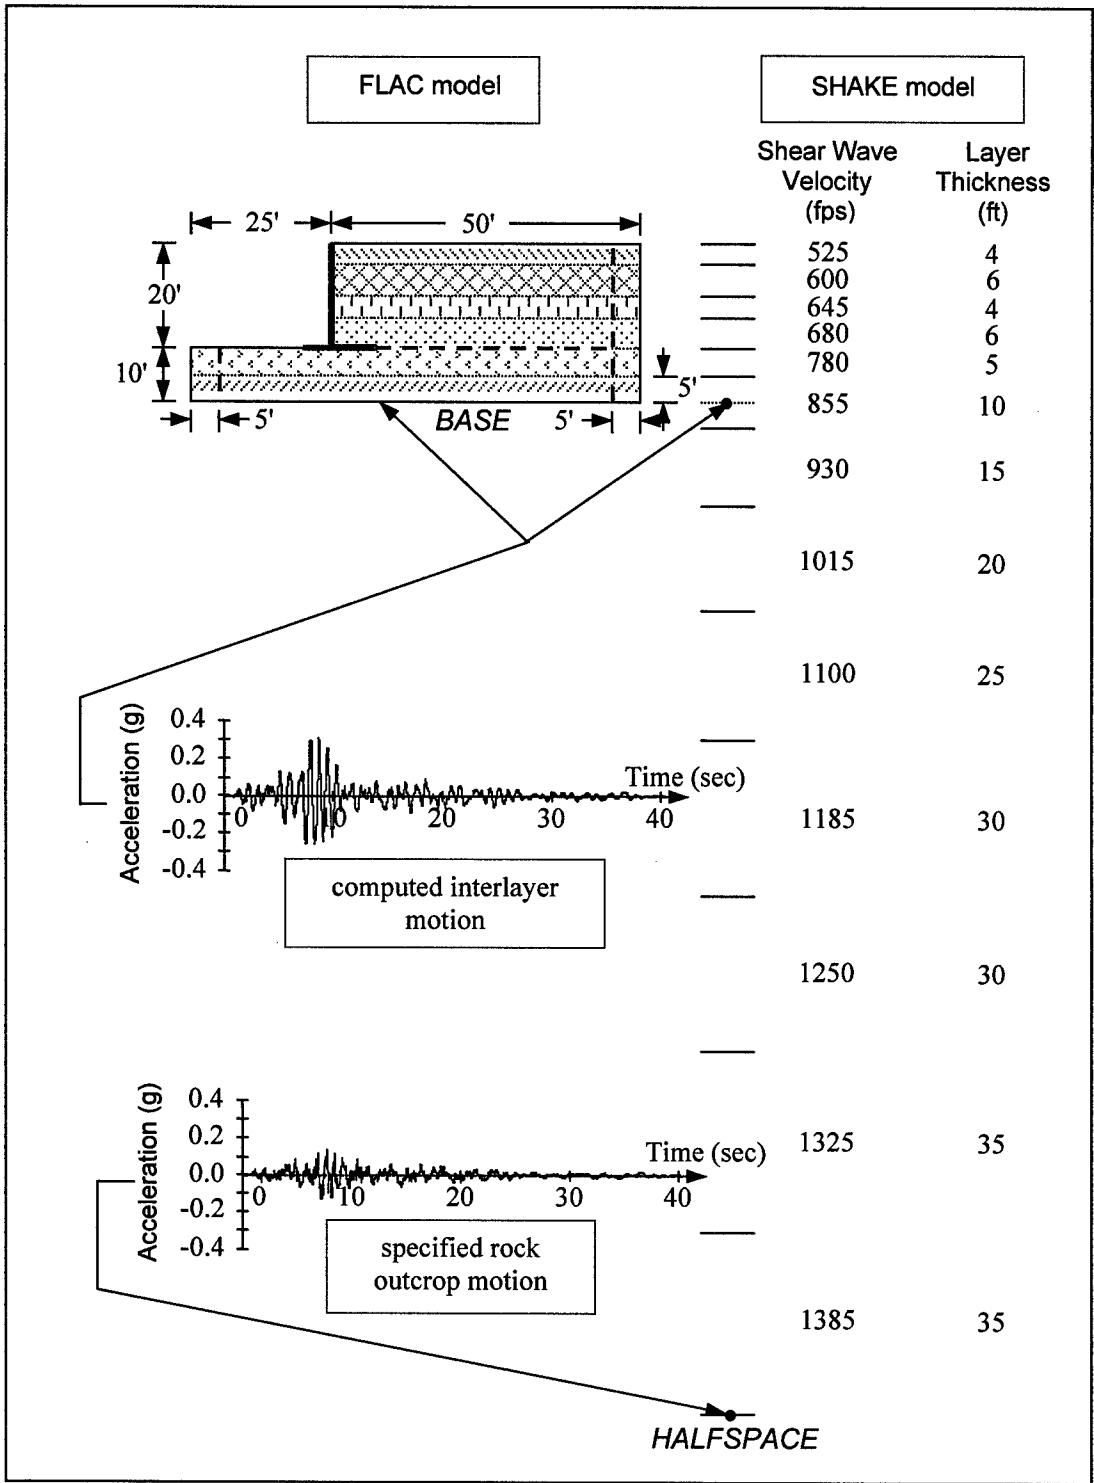 FLAC model
SHAKE model
Shear Wave
Velocity
(fps)
Layer
Thickness
(ft)
25'
50'
20'
10'
5'
BASE
5'
5'
525 4
600 6
645 4
680 6
780 5
855 10
930 15
1015 20
1100 25
1185 30
1250 30
1325 35
1385 35
Acceleration (g)
0.4
0.2
0.0
-0.2
-0.4
Time (sec)
0 10 20 30 40
computed interlayer
motion
Acceleration (g)
0.4
0.2
0.0
-0.2
-0.4
Time (sec)
0 10 20 30 40
specified rock
outcrop motion
HALFSPACE